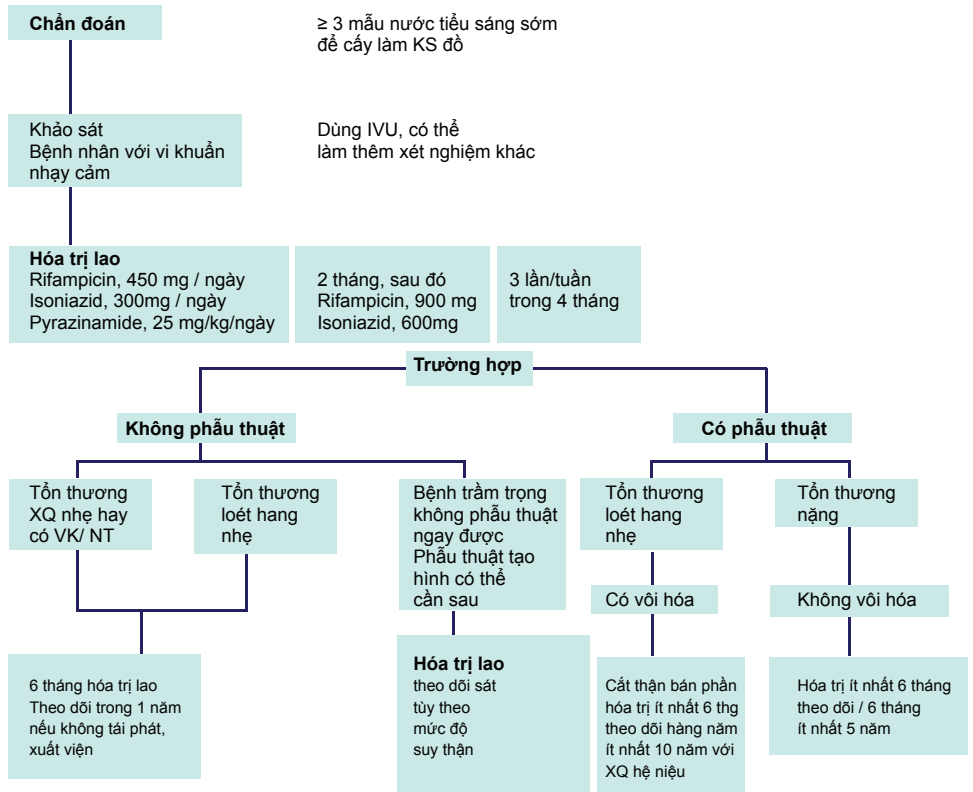 Chẩn đoán
≥ 3 mẫu nước tiểu sáng sớm
để cấy làm KS đồ
Khảo sát
Bệnh nhân với vi khuẩn
nhạy cảm
Dùng IVU, có thể
làm thêm xét nghiệm khác
Hóa trị lao
Rifampicin, 450 mg / ngày
Isoniazid, 300mg / ngày
Pyrazinamide, 25 mg/kg/ngày
2 tháng, sau đó
Rifampicin, 900 mg
Isoniazid, 600mg
3 lần/tuần
trong 4 tháng
Trường hợp
Không phẫu thuật
Có phẫu thuật
Tổn thương
XQ nhẹ hay
có VK/ NT
Tổn thương
loét hang
nhẹ
Bệnh trầm trọng
không phẫu thuật
ngay được
Phẫu thuật tạo
hình có thể
cần sau
Tổn thương
loét hang
nhẹ
Tổn thương
nặng
Có vôi hóa
Không vôi hóa
6 tháng hóa trị lao
Theo dõi trong 1 năm
nếu không tái phát,
xuất viện
Hóa trị lao
theo dõi sát
tùy theo
mức độ
suy thận
Cắt thận bán phần
hóa trị ít nhất 6 thg
theo dõi hàng năm
ít nhất 10 năm với
XQ hệ niệu
Hóa trị ít nhất 6 tháng
theo dõi / 6 tháng
ít nhất 5 năm